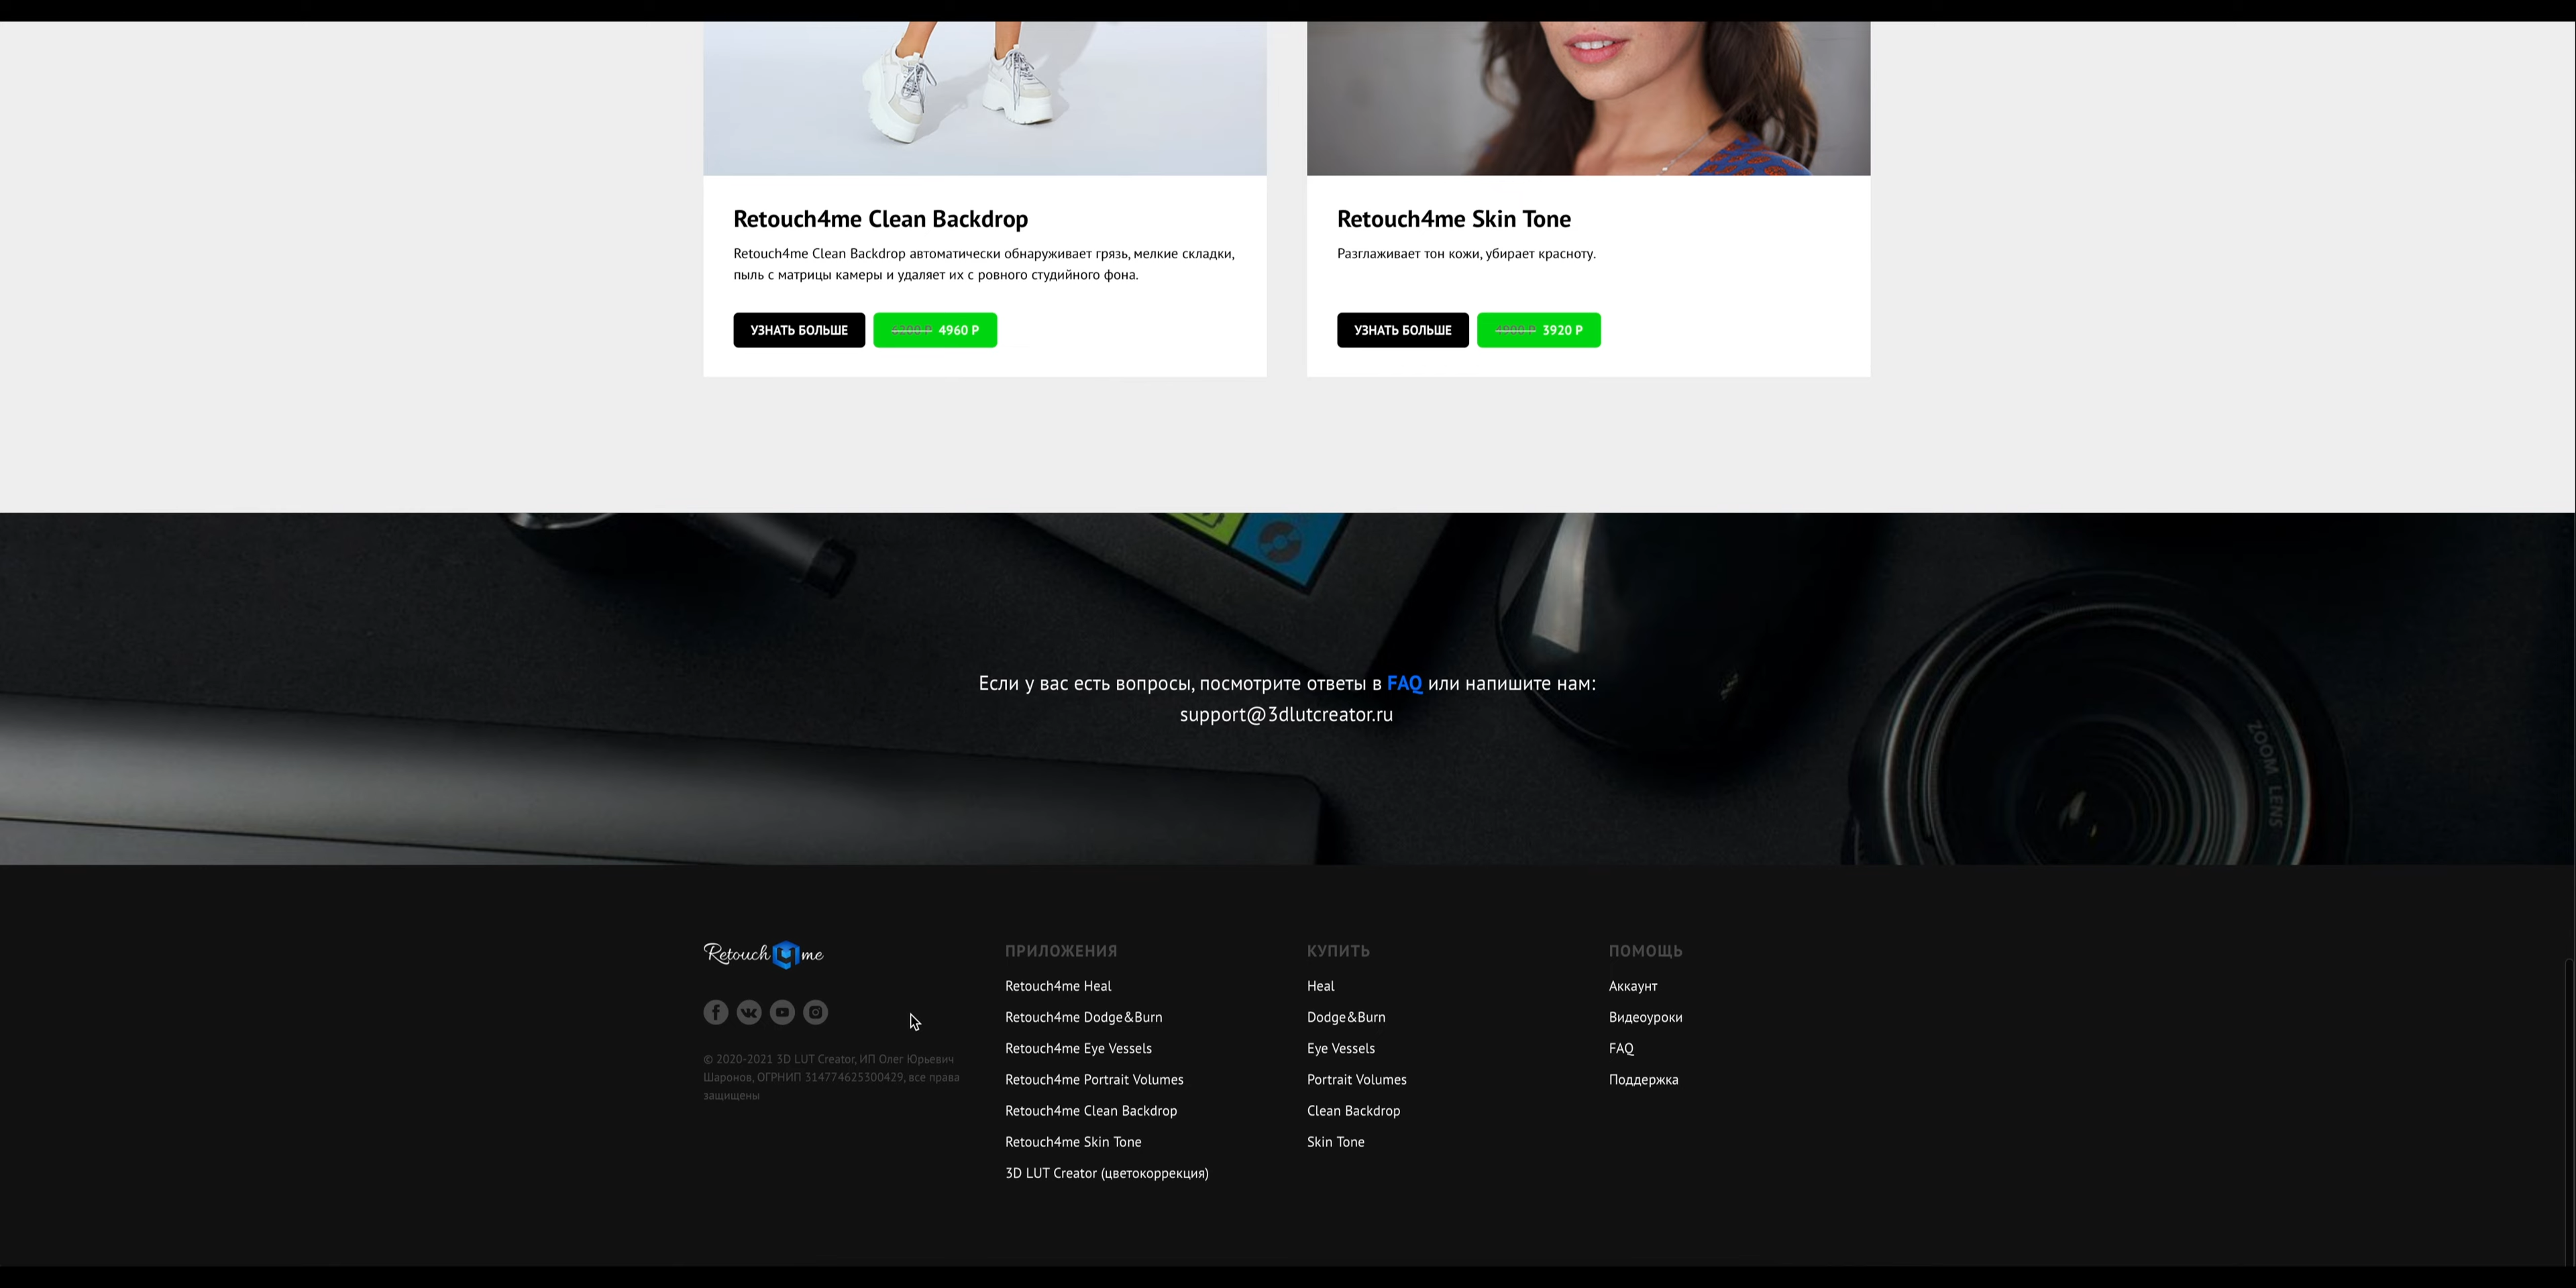 Retouch4me Clean Backdrop
Retouch4me Clean Backdrop автоматически обнаруживает грязь, мелкие складки,
пыль с матрицы камеры и удаляет их с ровного студийного фона.
УЗНАТЬ БОЛЬШЕ
4960 Р
Retouch4me Skin Tone
Разглаживает тон кожи, убирает красноту.
УЗНАТЬ БОЛЬШЕ
3920 Р
Если у вас есть вопросы, посмотрите ответы в FAQ или напишите нам:
support@3dlutcreator.ru
ZOOM LENS
Retouch4me
© 2020-2021 3D LUT Creator, ИП Олег Юрьевич
Шаронов, ОГРНИП 314774625300429, все права
защищены
ПРИЛОЖЕНИЯ
Retouch4me Heal
Retouch4me Dodge&Burn
Retouch4me Eye Vessels
Retouch4me Portrait Volumes
Retouch4me Clean Backdrop
Retouch4me Skin Tone
3D LUT Creator (цветокоррекция)
КУПИТЬ
Heal
Dodge&Burn
Eye Vessels
Portrait Volumes
Clean Backdrop
Skin Tone
ПОМОЩЬ
Аккаунт
Видеоуроки
FAQ
Поддержка